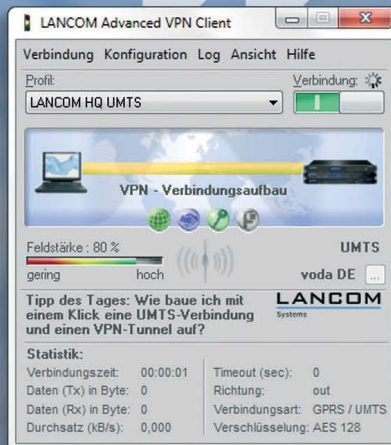 LANCOM Advanced VPN Client
Verbindung Konfiguration Log Ansicht Hilfe
Profil: Verbindung:
LANCOM HQ UMTS
VPN - Verbindungsaufbau
Feldstärke : 80 % UMTS
gering hoch voda DE ...
Tipp des Tages: Wie baue ich mit
einem Klick eine UMTS-Verbindung
und einen VPN-Tunnel auf?
LANCOM
Systems
Statistik:
Verbindungszeit: 00:00:01 Timeout (sec): 0
Daten (Tx) in Byte: 0 Richtung: out
Daten (Rx) in Byte: 0 Verbindungsart: GPRS / UMTS
Durchsatz (kB/s): 0,000 Verschlüsselung: AES 128